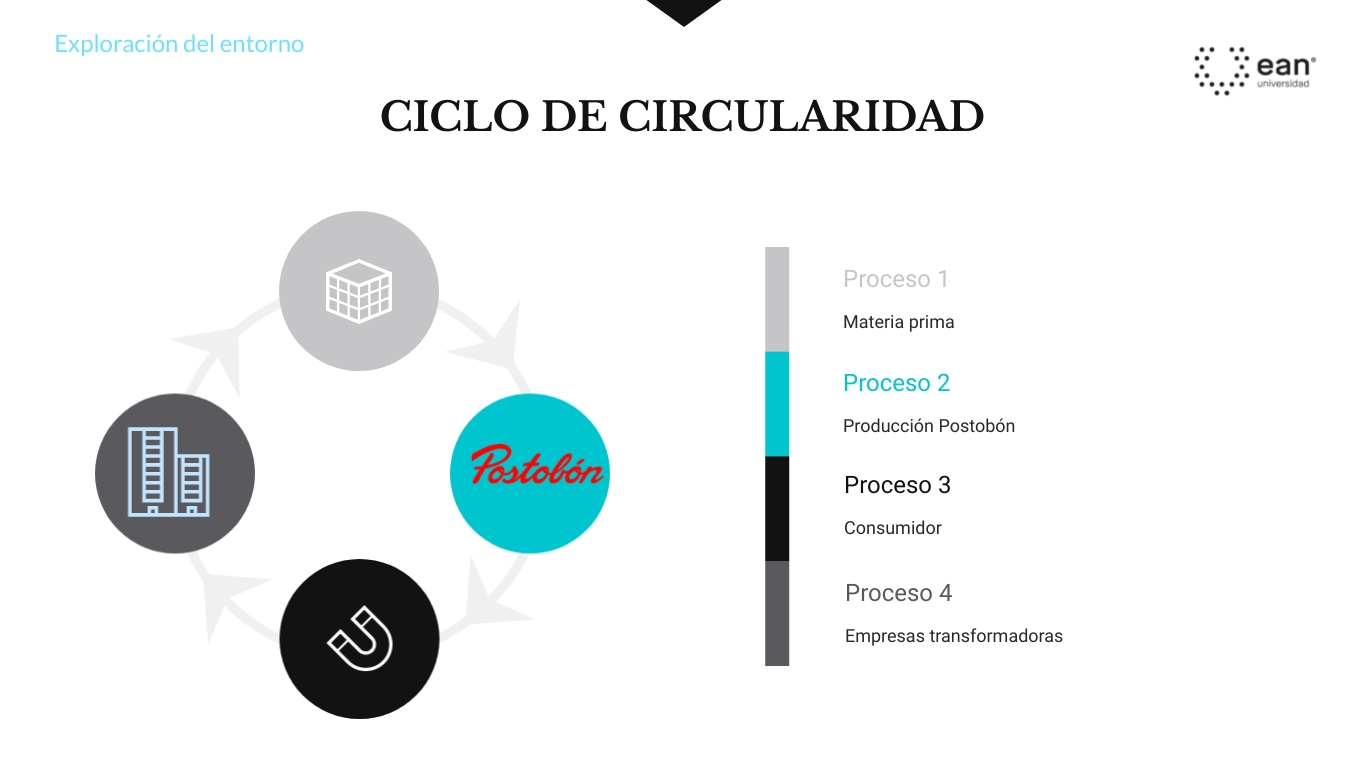 Exploración del entorno
ean®
universidad
CICLO DE CIRCULARIDAD
Postobón
Proceso 1
Materia prima
Proceso 2
Producción Postobón
Proceso 3
Consumidor
Proceso 4
Empresas transformadoras